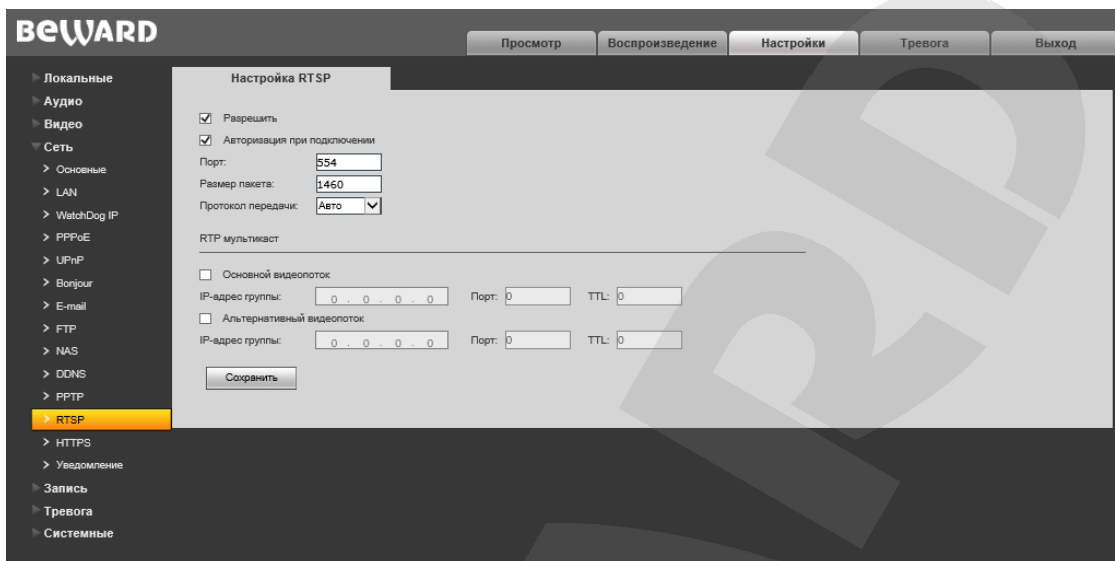 BEWARD
Просмотр Воспроизведение Настройки Тревога Выход
Локальные
Аудио
Видео
Сеть
Основные
LAN
WatchDog IP
PPPoE
UPnP
Bonjour
E-mail
FTP
NAS
DDNS
PPTP
RTSP
HTTPS
Уведомление
Запись
Тревога
Системные
Настройка RTSP
Разрешить
Авторизация при подключении
Порт: 554
Размер пакета: 1460
Протокол передачи: Авто
RTP мультикаст
Основной видеопоток
IP-адрес группы: 0 . 0 . 0 . 0 Порт: 0 TTL: 0
Альтернативный видеопоток
IP-адрес группы: 0 . 0 . 0 . 0 Порт: 0 TTL: 0
Сохранить